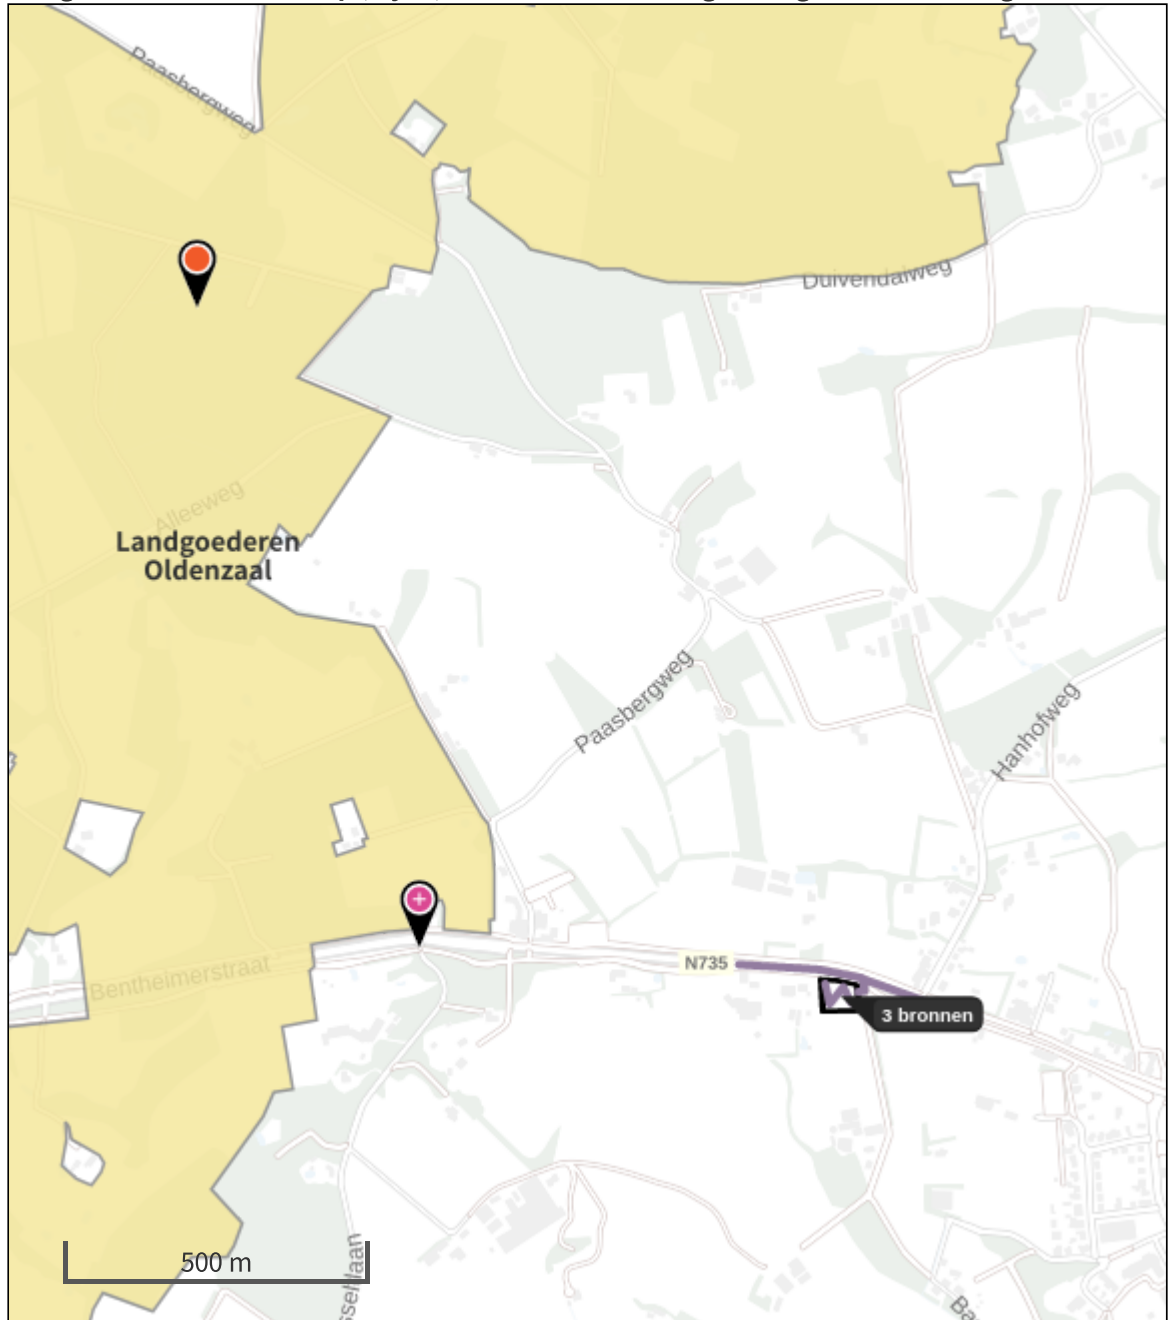 Paasbergweg
Duivendalweg
Alleeweg
Landgoederen
Oldenzaal
Paasbergweg
Hanhofweg
N735
Bentheimerstraat
3 bronnen
500 m